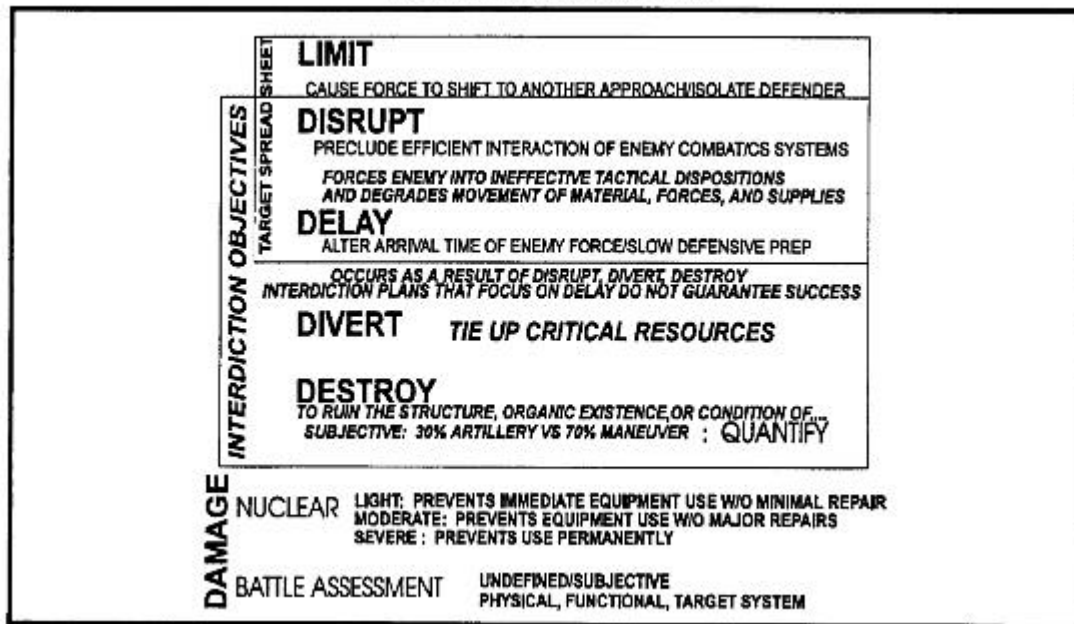 TARGET SPREAD SHEET
LIMIT
CAUSE FORCE TO SHIFT TO ANOTHER APPROACH/ISOLATE DEFENDER
INTERDICTION OBJECTIVES
DISRUPT
PRECLUDE EFFICIENT INTERACTION OF ENEMY COMBAT/CS SYSTEMS
FORCES ENEMY INTO INEFFECTIVE TACTICAL DISPOSITIONS
AND DEGRADES MOVEMENT OF MATERIAL, FORCES, AND SUPPLIES
DELAY
ALTER ARRIVAL TIME OF ENEMY FORCE/SLOW DEFENSIVE PREP
OCCURS AS A RESULT OF DISRUPT, DIVERT, DESTROY
INTERDICTION PLANS THAT FOCUS ON DELAY DO NOT GUARANTEE SUCCESS
DIVERT TIE UP CRITICAL RESOURCES
DESTROY
TO RUIN THE STRUCTURE, ORGANIC EXISTENCE, OR CONDITION OF...
SUBJECTIVE: 30% ARTILLERY VS 70% MANEUVER : QUANTIFY
DAMAGE
NUCLEAR LIGHT: PREVENTS IMMEDIATE EQUIPMENT USE W/O MINIMAL REPAIR
MODERATE: PREVENTS EQUIPMENT USE W/O MAJOR REPAIRS
SEVERE : PREVENTS USE PERMANENTLY
BATTLE ASSESSMENT UNDEFINED/SUBJECTIVE
PHYSICAL, FUNCTIONAL, TARGET SYSTEM